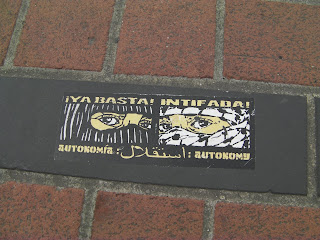 ¡YA BASTA! INTIFADA!
AUTONOMÍA : استقلال : AUTONOMY